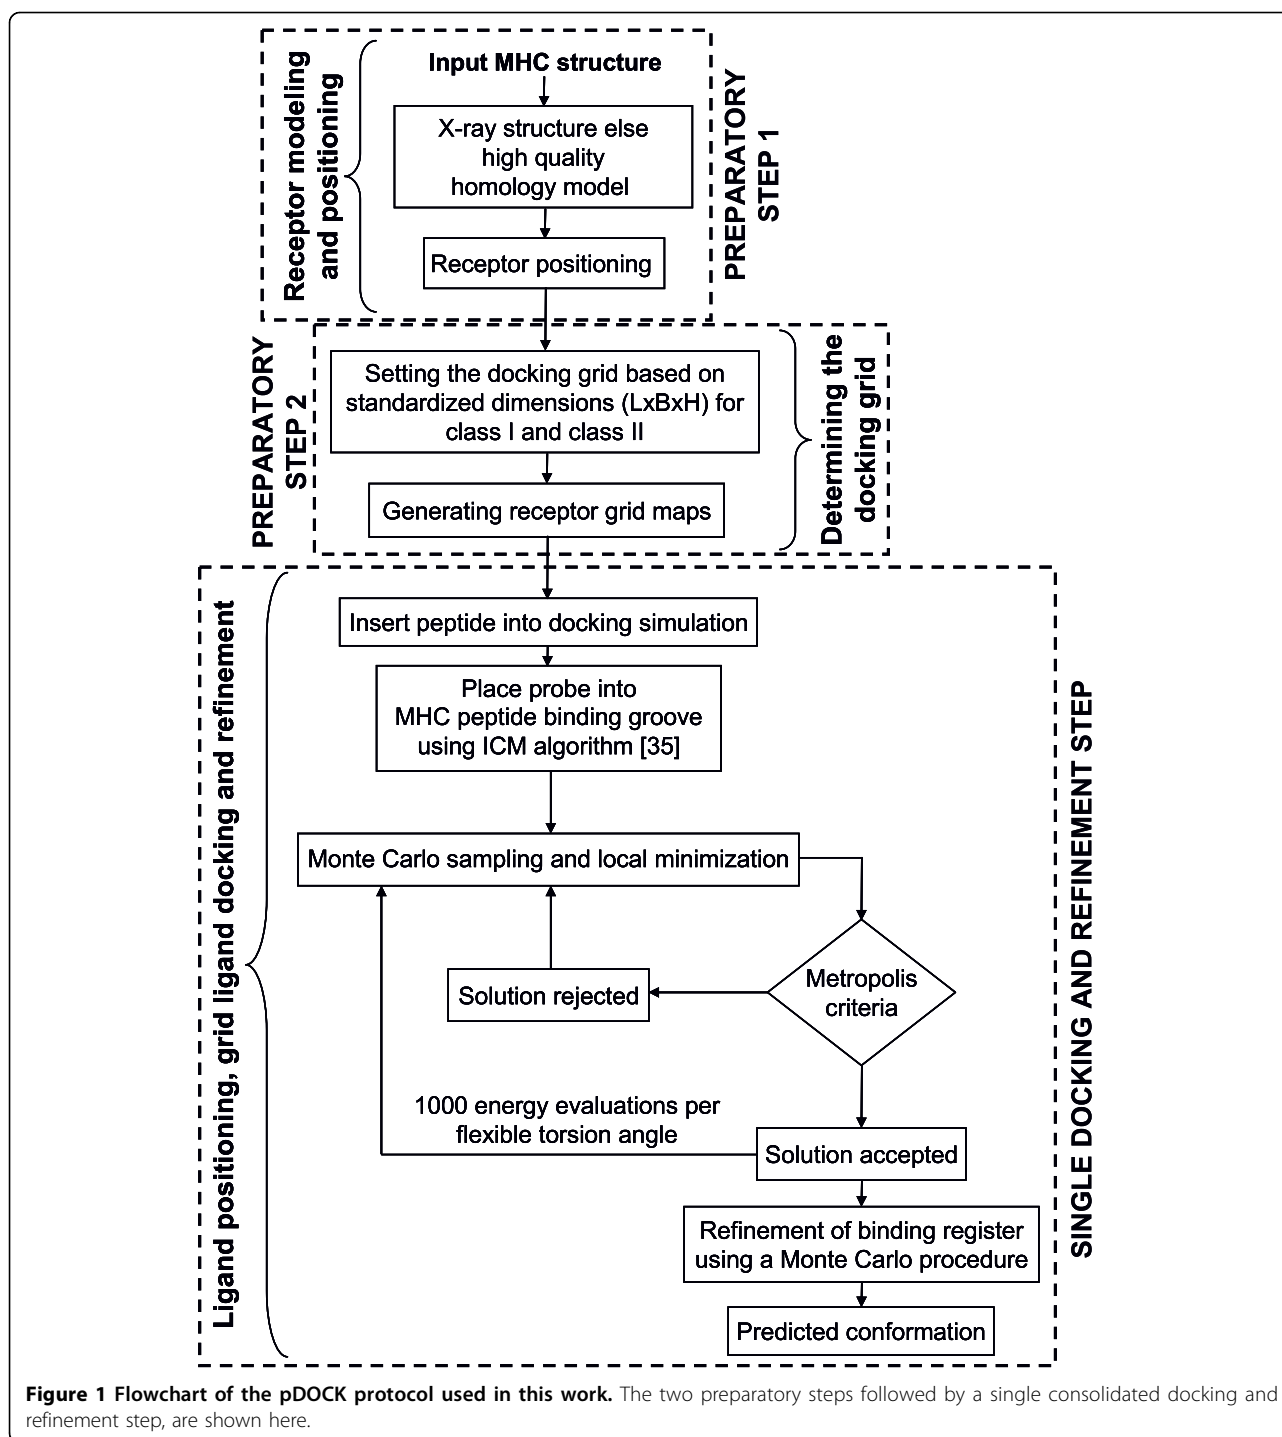 Input MHC structure
X-ray structure else
high quality
homology model
Receptor positioning
Receptor modeling
and positioning
PREPARATORY
STEP 1
Setting the docking grid based on
standardized dimensions (LxBxH) for
class I and class II
Generating receptor grid maps
PREPARATORY
STEP 2
Determining the
docking grid
Insert peptide into docking simulation
Place probe into
MHC peptide binding groove
using ICM algorithm [35]
Monte Carlo sampling and local minimization
Metropolis
criteria
Solution rejected
1000 energy evaluations per
flexible torsion angle
Solution accepted
Refinement of binding register
using a Monte Carlo procedure
Predicted conformation
Ligand positioning, grid ligand docking and refinement
SINGLE DOCKING AND REFINEMENT STEP
Figure 1 Flowchart of the pDOCK protocol used in this work. The two preparatory steps followed by a single consolidated docking and
refinement step, are shown here.